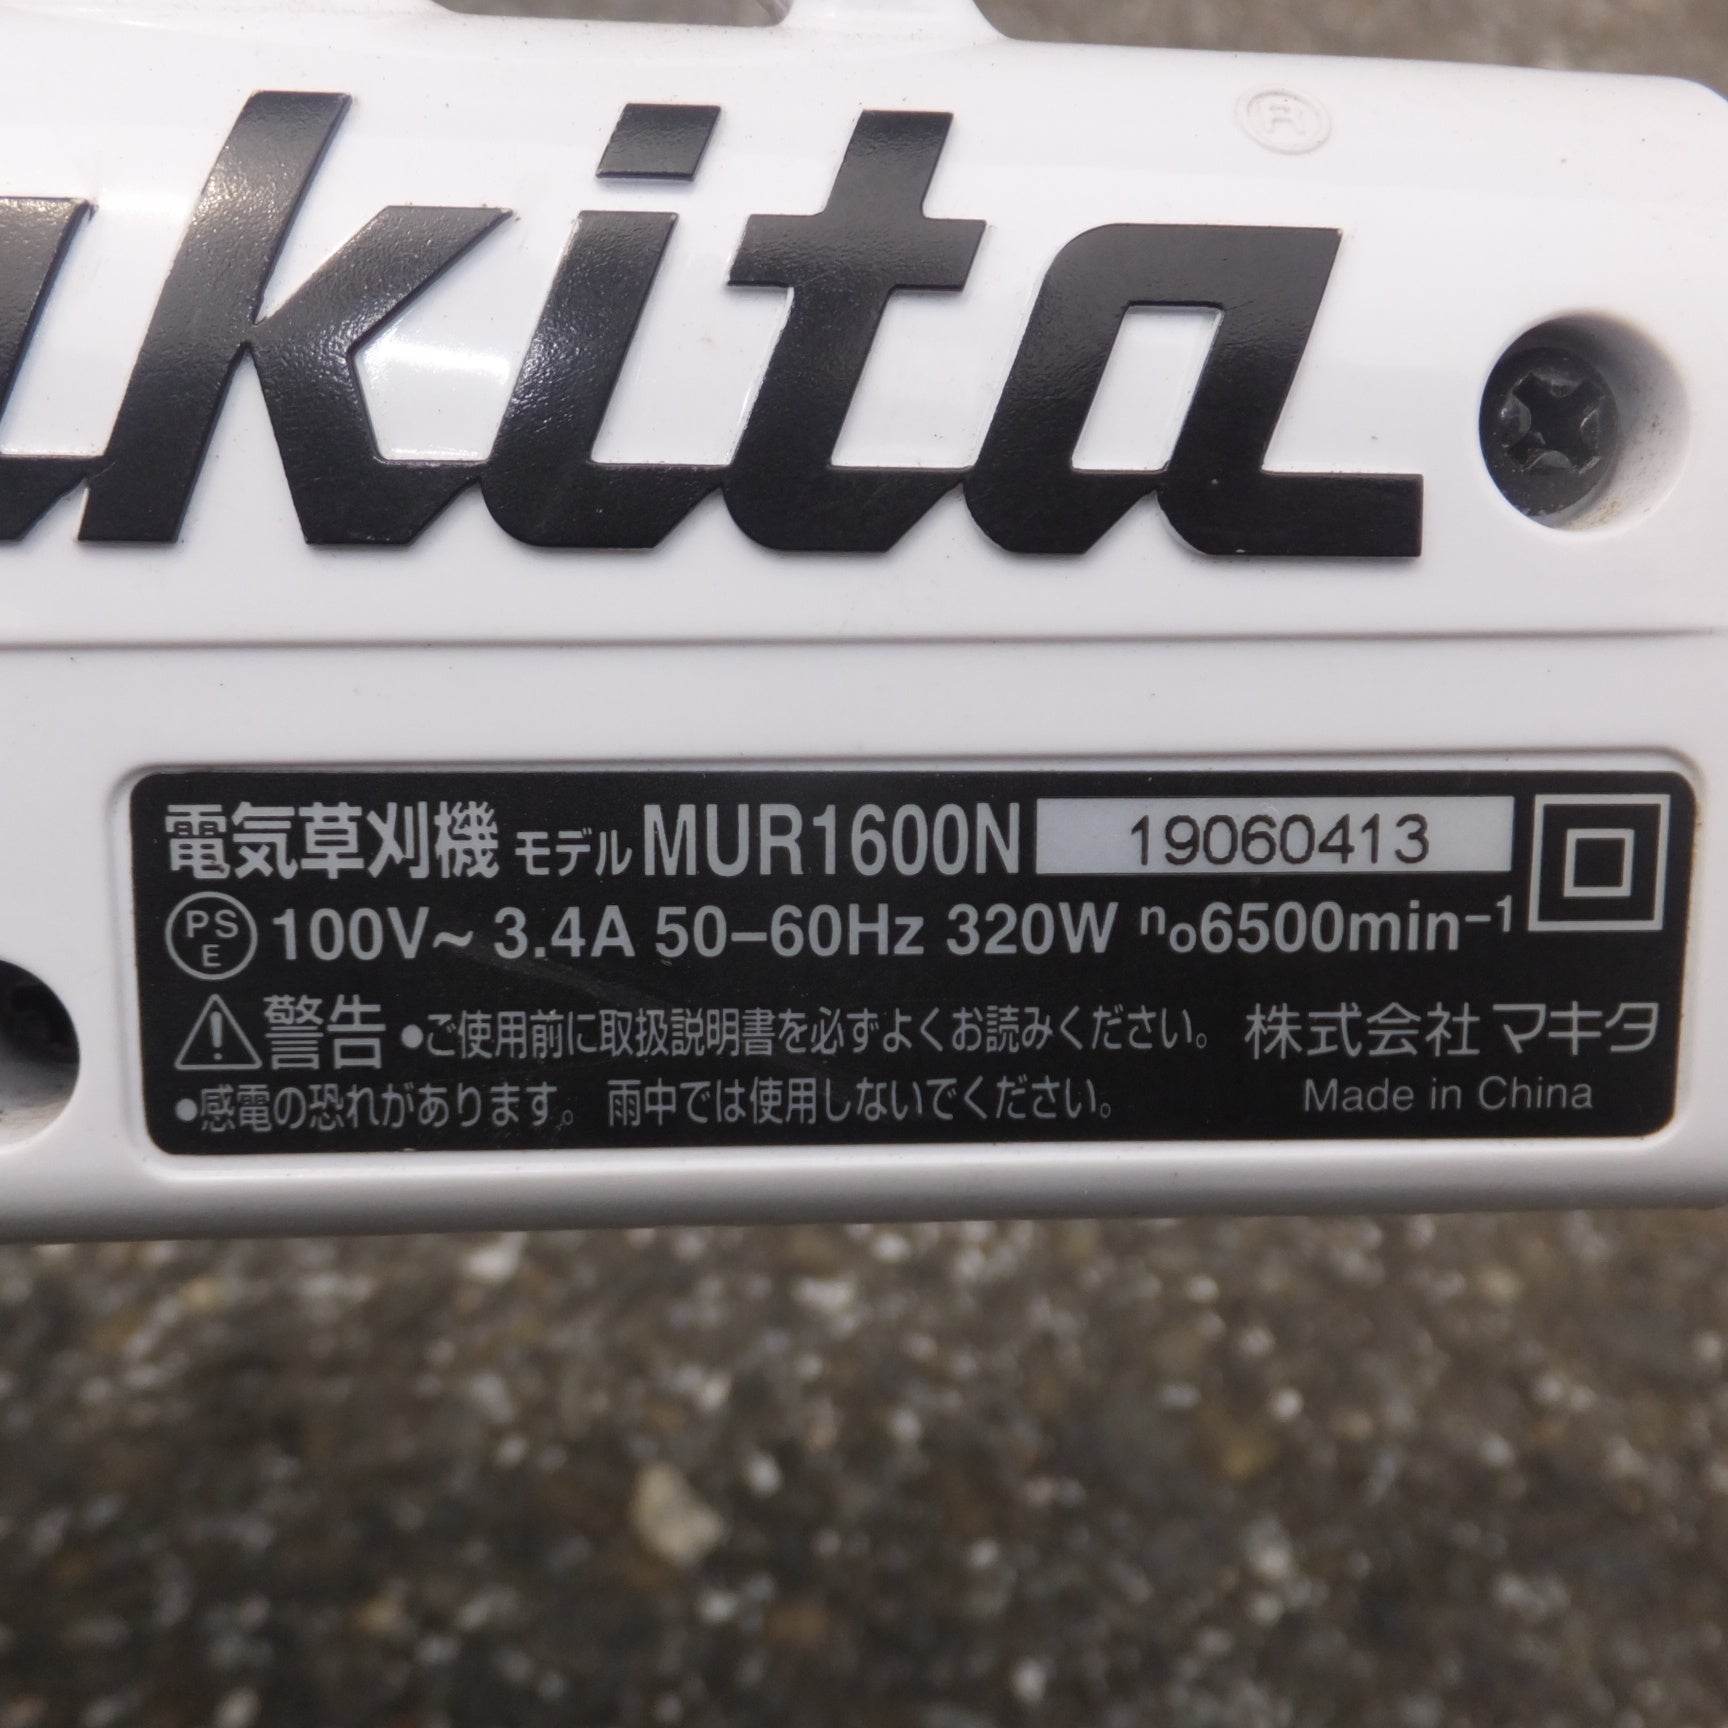 akita
®
電気草刈機 モデル MUR1600N 19060413
PS E 100V~ 3.4A 50–60Hz 320W n₀6500min⁻¹
警告 ●ご使用前に取扱説明書を必ずよくお読みください。 株式会社マキタ
●感電の恐れがあります。 雨中では使用しないでください。 Made in China